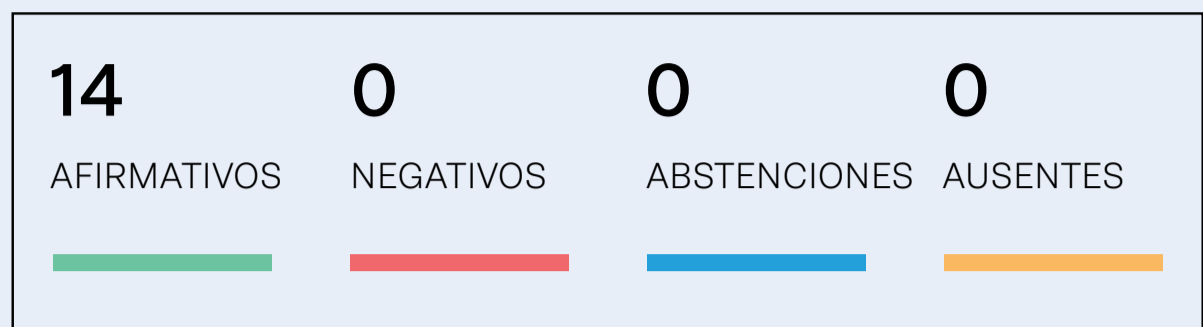 14 0 0 0
AFIRMATIVOS NEGATIVOS ABSTENCIONES AUSENTES